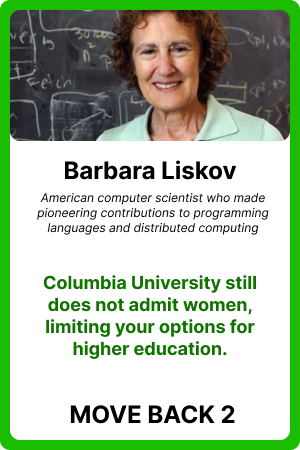 Barbara Liskov
American computer scientist who made
pioneering contributions to programming
languages and distributed computing
Columbia University still
does not admit women,
limiting your options for
higher education.
MOVE BACK 2